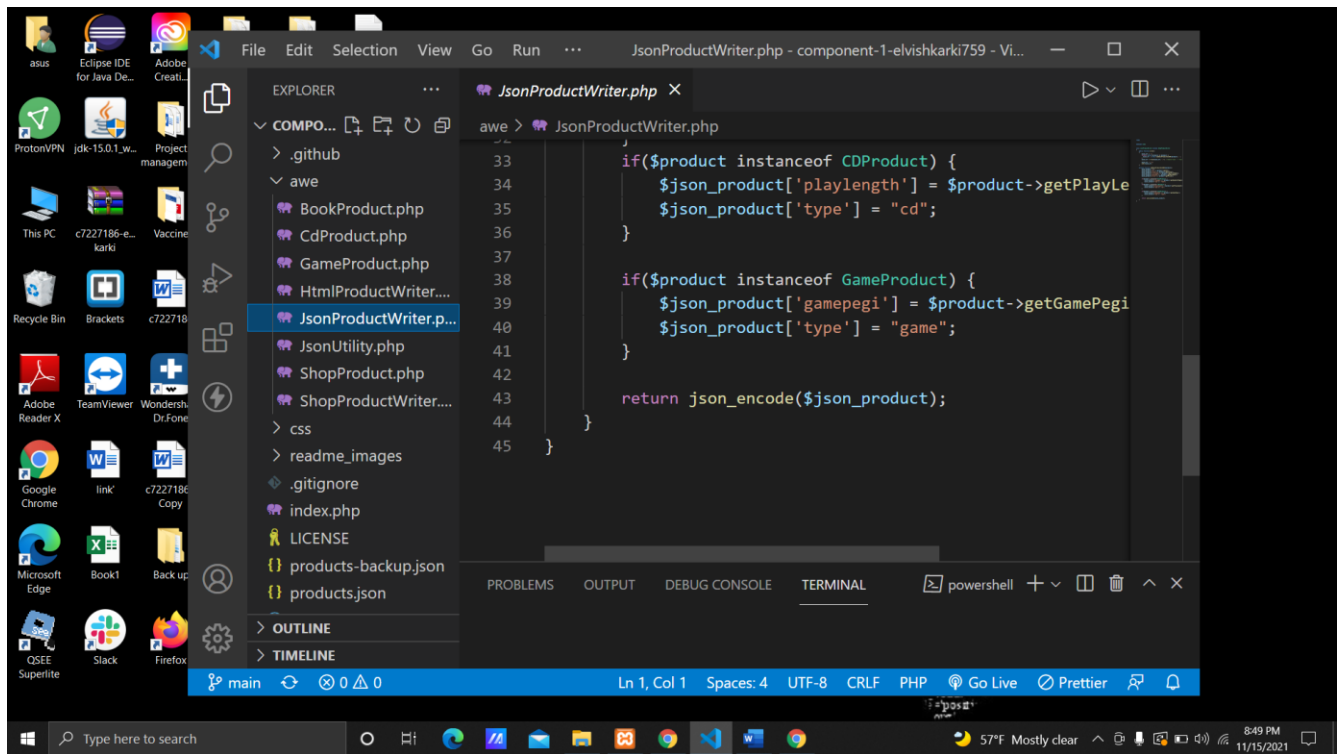 asus
Eclipse IDE
for Java De...
Adobe
Creati...
ProtonVPN
jdk-15.0.1_w...
Project
managem
This PC
c7227186-e...
karki
Vaccine
Recycle Bin
Brackets
c722718
Adobe
Reader X
TeamViewer
Wondersh
Dr.Fone
Google
Chrome
link'
c7227186
Copy
Microsoft
Edge
Book1
Back up
QSEE
Superlite
Slack
Firefox
File Edit Selection View Go Run ··· JsonProductWriter.php - component-1-elvishkarki759 - Vi...
EXPLORER ···
COMPO...
> .github
awe
BookProduct.php
CdProduct.php
GameProduct.php
HtmlProductWriter....
JsonProductWriter.p...
JsonUtility.php
ShopProduct.php
ShopProductWriter....
> css
> readme_images
.gitignore
index.php
LICENSE
{} products-backup.json
{} products.json
> OUTLINE
> TIMELINE
JsonProductWriter.php
awe > JsonProductWriter.php
32 }
33 if($product instanceof CDProduct) {
34 $json_product['playlength'] = $product->getPlayLe
35 $json_product['type'] = "cd";
36 }
37
38 if($product instanceof GameProduct) {
39 $json_product['gamepegi'] = $product->getGamePegi
40 $json_product['type'] = "game";
41 }
42
43 return json_encode($json_product);
44 }
45 }
PROBLEMS OUTPUT DEBUG CONSOLE TERMINAL powershell
main 0 0 Ln 1, Col 1 Spaces: 4 UTF-8 CRLF PHP Go Live Prettier
Type here to search
57°F Mostly clear
8:49 PM
11/15/2021